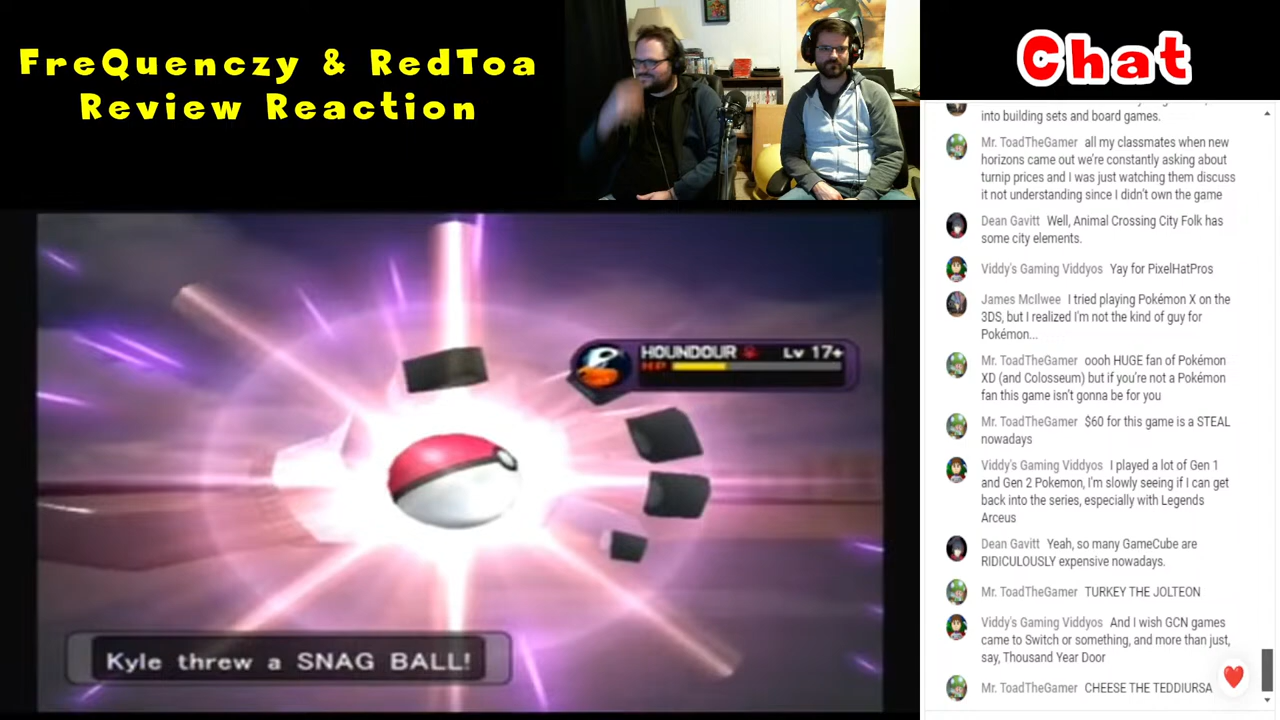 FreQuenczy & RedToa
Review Reaction
Chat
into building sets and board games.
Mr. ToadTheGamer all my classmates when new
horizons came out we're constantly asking about
turnip prices and I was just watching them discuss
it not understanding since I didn't own the game
Dean Gavitt Well, Animal Crossing City Folk has
some city elements.
Viddy's Gaming Viddyos Yay for PixelHatPros
James McIlwee I tried playing Pokémon X on the
3DS, but I realized I'm not the kind of guy for
Pokémon...
Mr. ToadTheGamer oooh HUGE fan of Pokémon
XD (and Colosseum) but if you're not a Pokémon
fan this game isn't gonna be for you
Mr. ToadTheGamer $60 for this game is a STEAL
nowadays
Viddy's Gaming Viddyos I played a lot of Gen 1
and Gen 2 Pokemon, I'm slowly seeing if I can get
back into the series, especially with Legends
Arceus
Dean Gavitt Yeah, so many GameCube are
RIDICULOUSLY expensive nowadays.
Mr. ToadTheGamer TURKEY THE JOLTEON
Viddy's Gaming Viddyos And I wish GCN games
came to Switch or something, and more than just,
say, Thousand Year Door
Mr. ToadTheGamer CHEESE THE TEDDIURSA
HOUNDOUR Lv 17+
HP
Kyle threw a SNAG BALL!